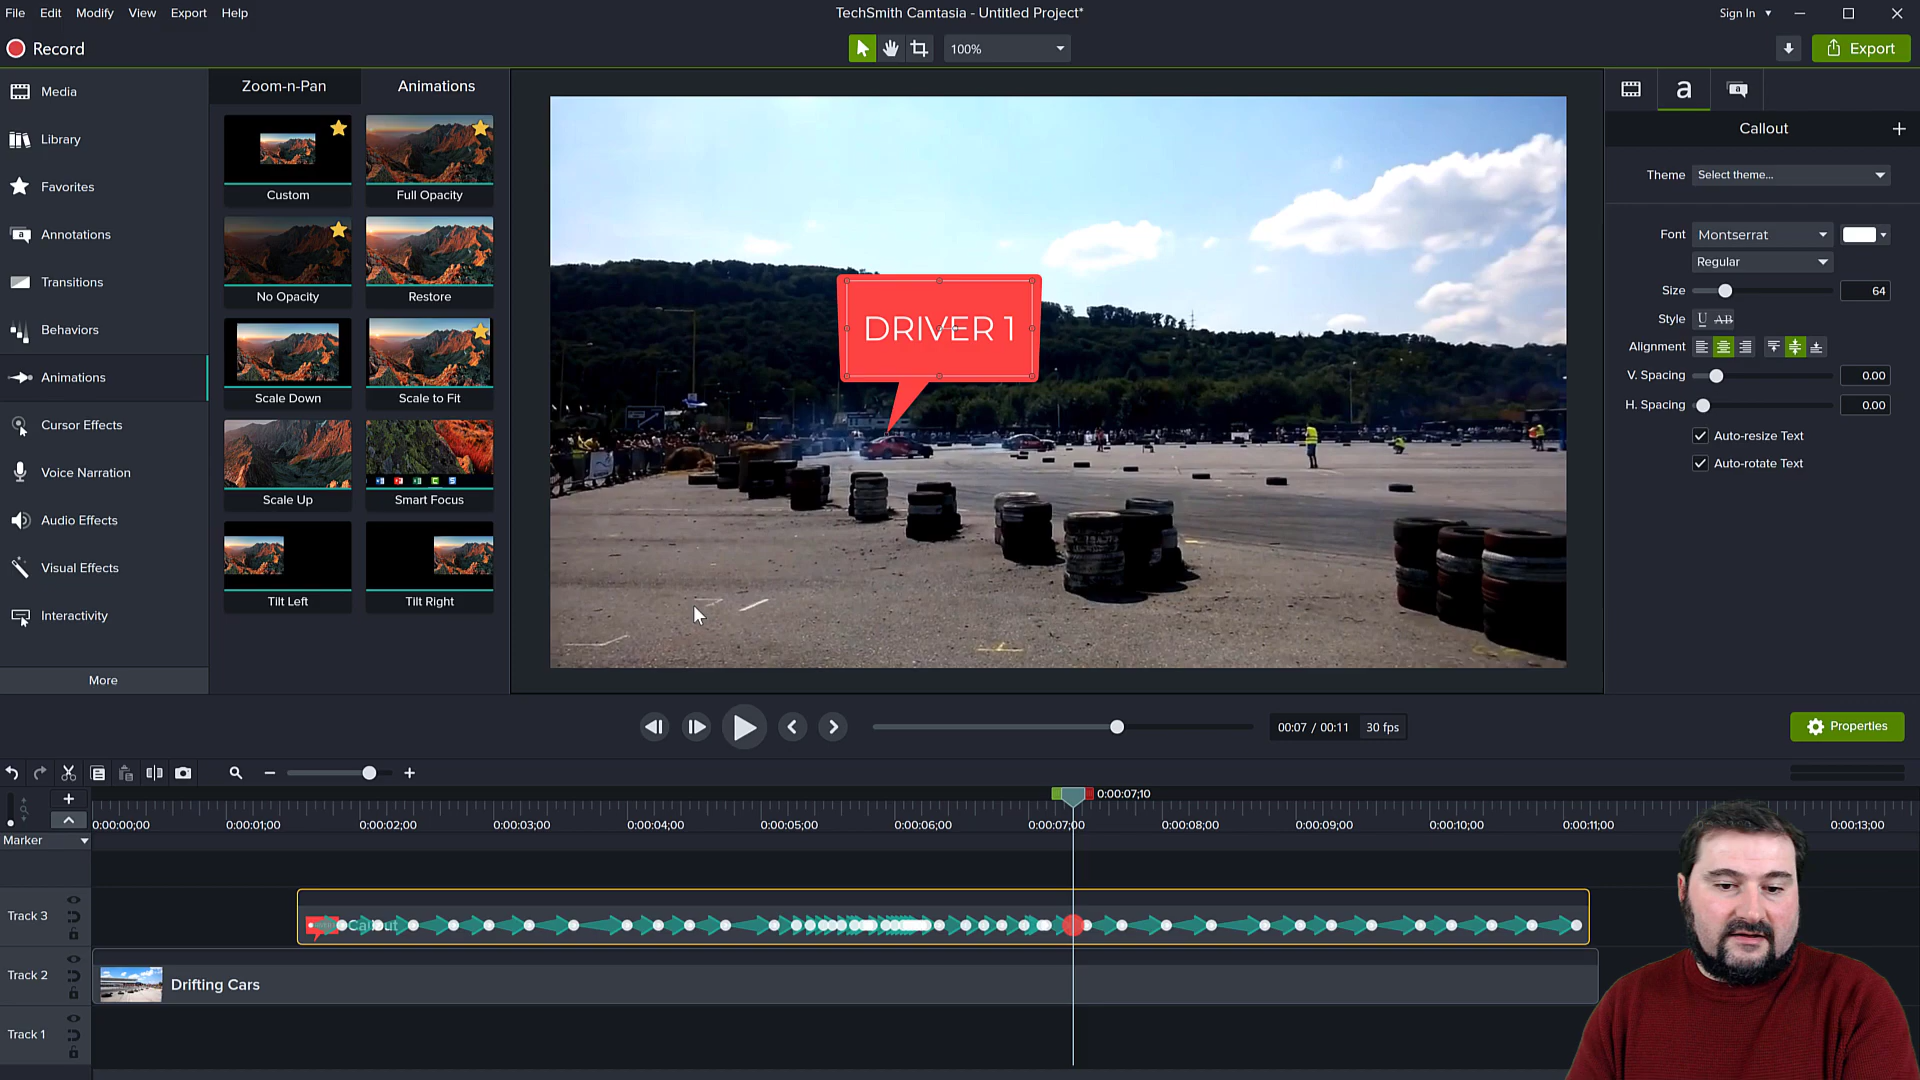 File Edit Modify View Export Help
TechSmith Camtasia - Untitled Project*
Sign In
Record
100%
Export
Zoom-n-Pan Animations
Media
Library
Favorites
Annotations
Transitions
Behaviors
Animations
Cursor Effects
Voice Narration
Audio Effects
Visual Effects
Interactivity
More
Custom Full Opacity
No Opacity Restore
Scale Down Scale to Fit
Scale Up Smart Focus
Tilt Left Tilt Right
DRIVER 1
a
Callout
Theme Select theme...
Font Montserrat
Regular
Size 64
Style U AB
Alignment
V. Spacing 0.00
H. Spacing 0.00
Auto-resize Text
Auto-rotate Text
00:07 / 00:11 30 fps
Properties
0:00:07;10
0:00:00;00 0:00:01;00 0:00:02;00 0:00:03;00 0:00:04;00 0:00:05;00 0:00:06;00 0:00:07;00 0:00:08;00 0:00:09;00 0:00:10;00 0:00:11;00 0:00:13;00
Marker
Track 3
Callout
Track 2
Drifting Cars
Track 1